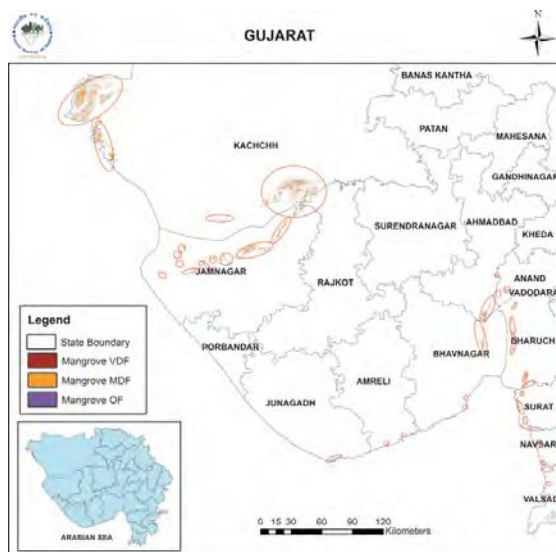 GUJARAT
N
BANAS KANTHA
PATAN
MAHESANA
KACHCHH
GANDHINAGAR
SURENDRANAGAR
AHMADBAD
KHEDA
ANAND
JAMNAGAR
RAJKOT
VADODARA
Legend
State Boundary
Mangrove VDF
Mangrove MDF
Mangrove OF
PORBANDAR
BHAVNAGAR
BHARUCH
AMRELI
JUNAGADH
SURAT
NAVSAR
VALSAD
ARABIAN SEA
0 15 30 60 90 120
Kilometers